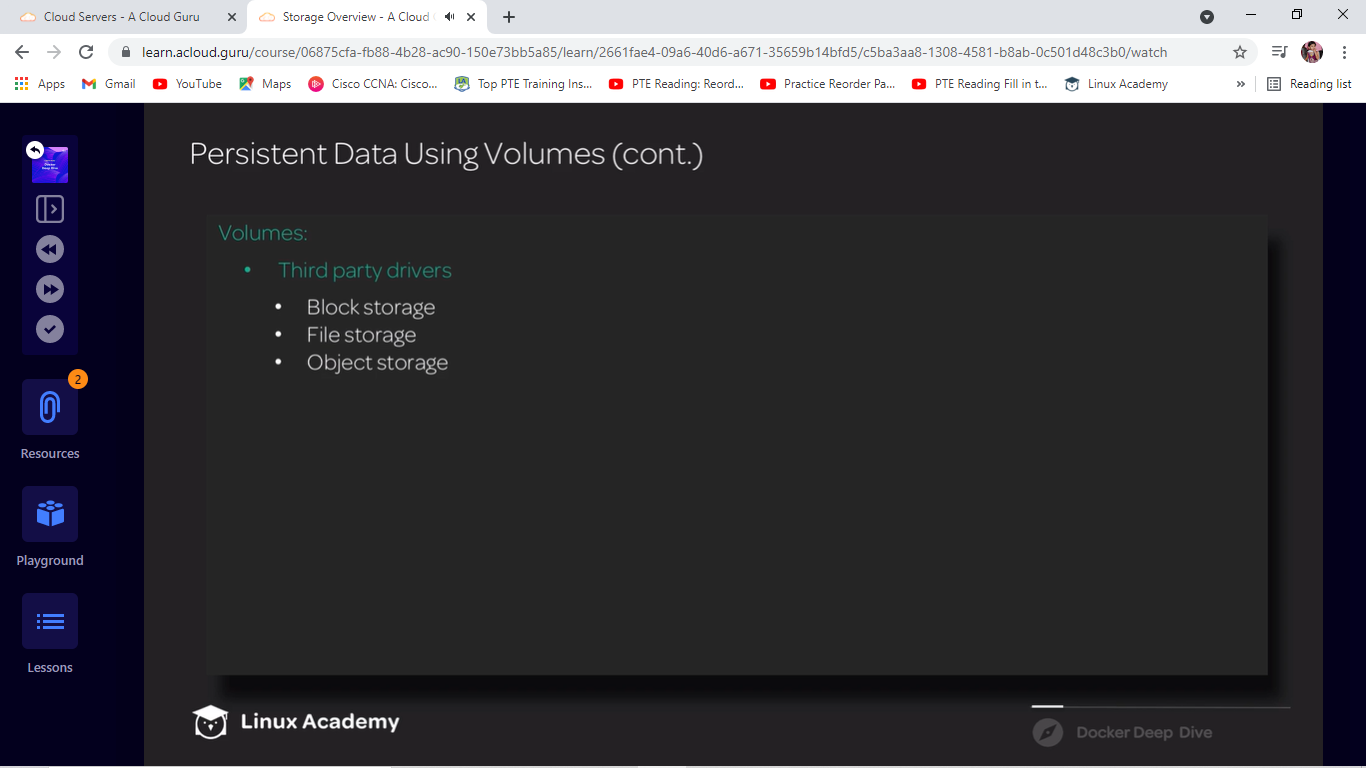 Cloud Servers - A Cloud Guru
Storage Overview - A Cloud
learn.acloud.guru/course/06875cfa-fb88-4b28-ac90-150e73bb5a85/learn/2661fae4-09a6-40d6-a671-35659b14bfd5/c5ba3aa8-1308-4581-b8ab-0c501d48c3b0/watch
Apps Gmail YouTube Maps Cisco CCNA: Cisco... Top PTE Training Ins... PTE Reading: Reord... Practice Reorder Pa... PTE Reading Fill in t... Linux Academy » Reading list
Persistent Data Using Volumes (cont.)
Volumes:
• Third party drivers
• Block storage
• File storage
• Object storage
2
Resources
Playground
Lessons
Linux Academy
Docker Deep Dive